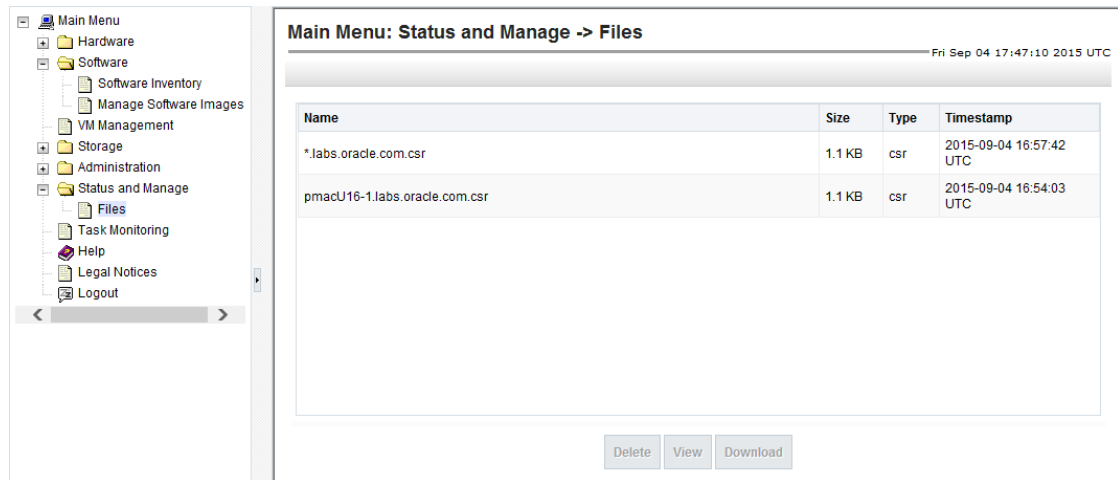 Main Menu
Hardware
Software
Software Inventory
Manage Software Images
VM Management
Storage
Administration
Status and Manage
Files
Task Monitoring
Help
Legal Notices
Logout
Main Menu: Status and Manage -> Files
Fri Sep 04 17:47:10 2015 UTC
Name Size Type Timestamp
*.labs.oracle.com.csr 1.1 KB csr 2015-09-04 16:57:42
UTC
pmacU16-1.labs.oracle.com.csr 1.1 KB csr 2015-09-04 16:54:03
UTC
Delete View Download